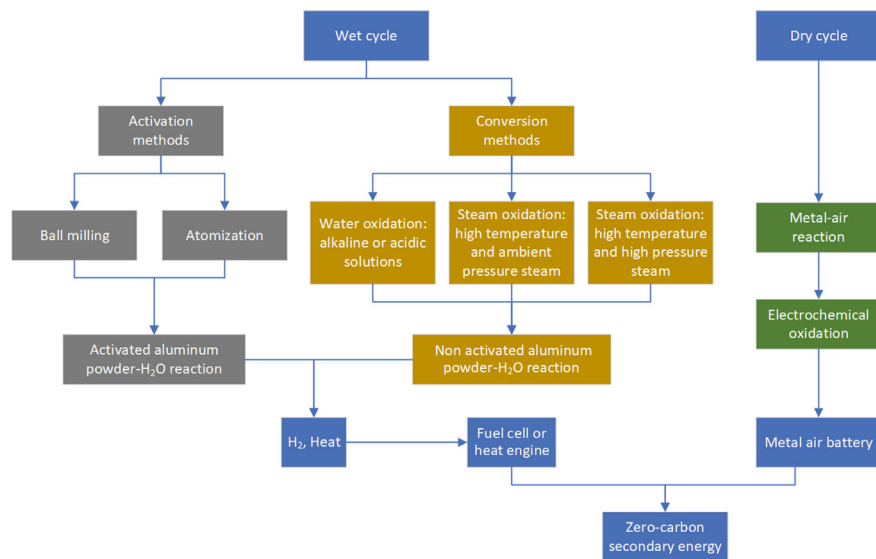 Wet cycle
Dry cycle
Activation
methods
Conversion
methods
Ball milling
Atomization
Water oxidation:
alkaline or acidic
solutions
Steam oxidation:
high temperature
and ambient
pressure steam
Steam oxidation:
high temperature
and high pressure
steam
Metal-air
reaction
Electrochemical
oxidation
Activated aluminum
powder-H₂O reaction
Non activated aluminum
powder-H₂O reaction
H₂, Heat
Fuel cell or
heat engine
Metal air battery
Zero-carbon
secondary energy